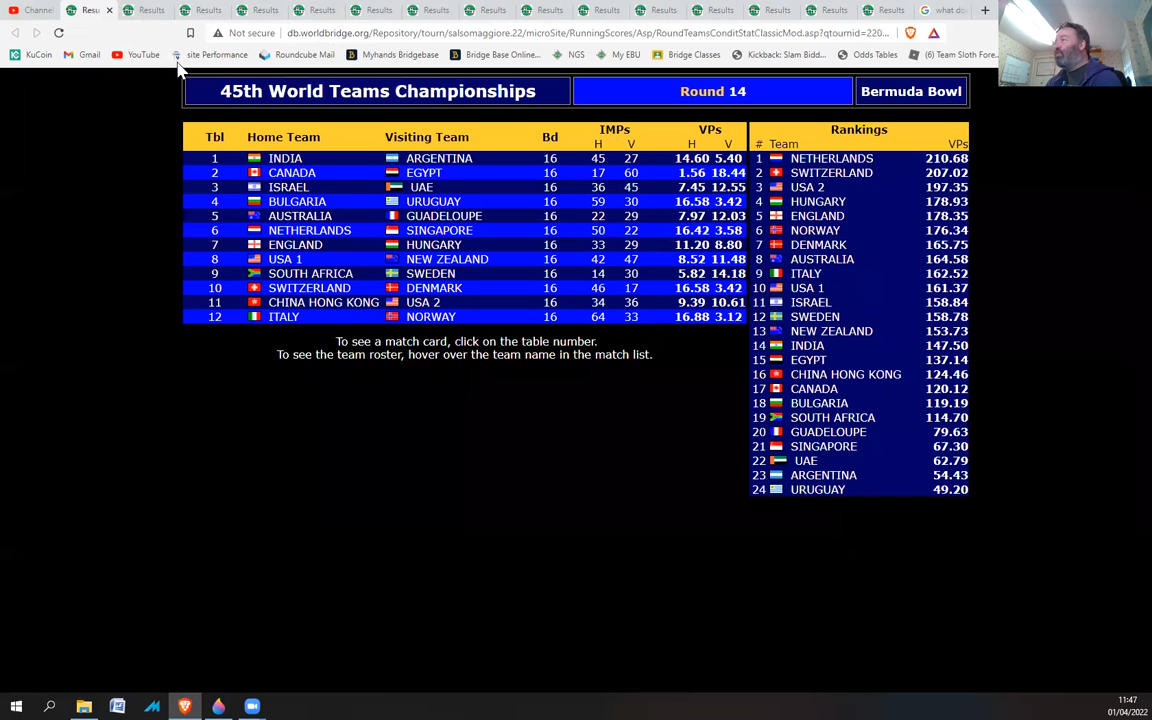 Channel Resu Results Results Results Results Results Results Results Results Results Results Results Results Results Results what do
Not secure db.worldbridge.org/Repository/tourn/salsomaggiore.22/microSite/RunningScores/Asp/RoundTeamsConditStatClassicMod.asp?qtournid=220...
KuCoin Gmail YouTube site Performance Roundcube Mail Myhands Bridgebase Bridge Base Online... NGS My EBU Bridge Classes Kickback: Slam Bidd... Odds Tables (6) Team Sloth Fore...
45th World Teams Championships Round 14 Bermuda Bowl
IMPs VPs Rankings
Tbl Home Team Visiting Team Bd H V H V # Team VPs
1 INDIA ARGENTINA 16 45 27 14.60 5.40 1 NETHERLANDS 210.68
2 CANADA EGYPT 16 17 60 1.56 18.44 2 SWITZERLAND 207.02
3 ISRAEL UAE 16 36 45 7.45 12.55 3 USA 2 197.35
4 BULGARIA URUGUAY 16 59 30 16.58 3.42 4 HUNGARY 178.93
5 AUSTRALIA GUADELOUPE 16 22 29 7.97 12.03 5 ENGLAND 178.35
6 NETHERLANDS SINGAPORE 16 50 22 16.42 3.58 6 NORWAY 176.34
7 ENGLAND HUNGARY 16 33 29 11.20 8.80 7 DENMARK 165.75
8 USA 1 NEW ZEALAND 16 42 47 8.52 11.48 8 AUSTRALIA 164.58
9 SOUTH AFRICA SWEDEN 16 14 30 5.82 14.18 9 ITALY 162.52
10 SWITZERLAND DENMARK 16 46 17 16.58 3.42 10 USA 1 161.37
11 CHINA HONG KONG USA 2 16 34 36 9.39 10.61 11 ISRAEL 158.84
12 ITALY NORWAY 16 64 33 16.88 3.12 12 SWEDEN 158.78
13 NEW ZEALAND 153.73
To see a match card, click on the table number. 14 INDIA 147.50
To see the team roster, hover over the team name in the match list. 15 EGYPT 137.14
16 CHINA HONG KONG 124.46
17 CANADA 120.12
18 BULGARIA 119.19
19 SOUTH AFRICA 114.70
20 GUADELOUPE 79.63
21 SINGAPORE 67.30
22 UAE 62.79
23 ARGENTINA 54.43
24 URUGUAY 49.20
11:47
01/04/2022